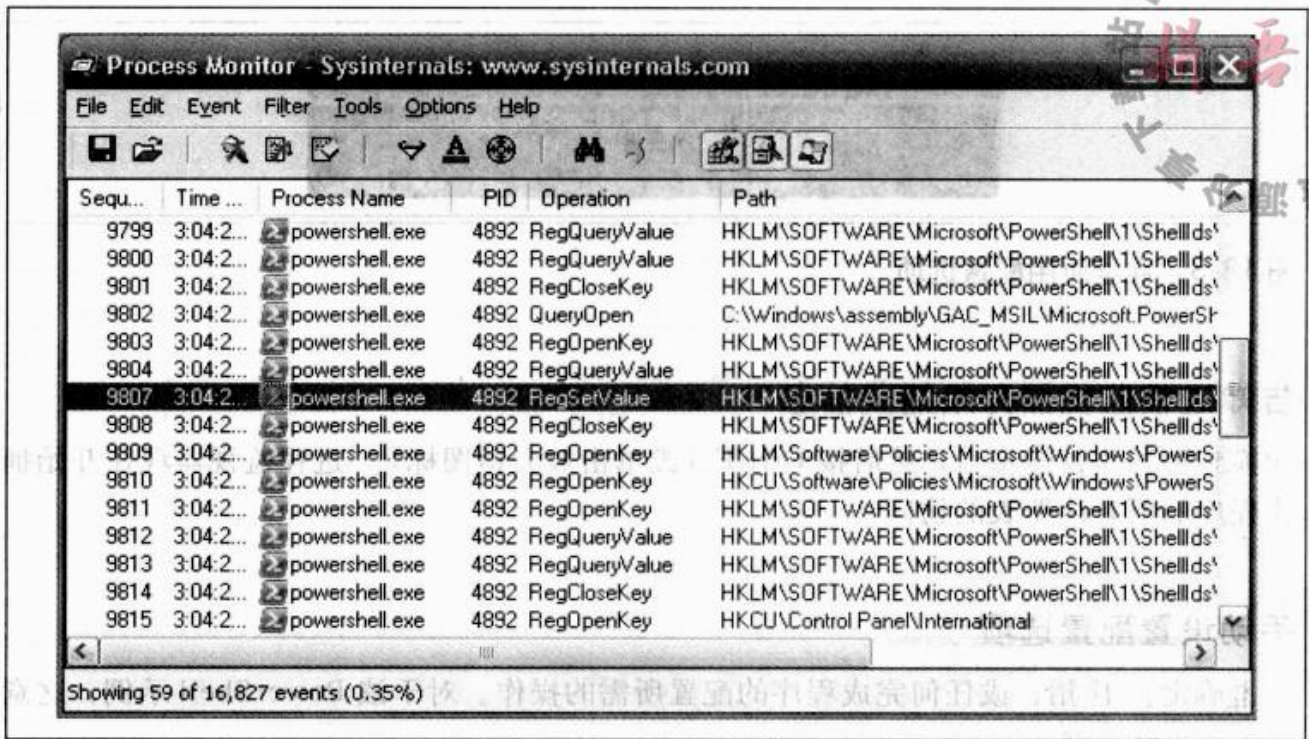 Process Monitor - Sysinternals: www.sysinternals.com
File Edit Event Filter Tools Options Help
Sequ... Time ... Process Name PID Operation Path
9799 3:04:2... powershell.exe 4892 RegQueryValue HKLM\SOFTWARE\Microsoft\PowerShell\1\ShellIds\
9800 3:04:2... powershell.exe 4892 RegQueryValue HKLM\SOFTWARE\Microsoft\PowerShell\1\ShellIds\
9801 3:04:2... powershell.exe 4892 RegCloseKey HKLM\SOFTWARE\Microsoft\PowerShell\1\ShellIds\
9802 3:04:2... powershell.exe 4892 QueryOpen C:\Windows\assembly\GAC_MSIL\Microsoft.PowerSh
9803 3:04:2... powershell.exe 4892 RegOpenKey HKLM\SOFTWARE\Microsoft\PowerShell\1\ShellIds\
9804 3:04:2... powershell.exe 4892 RegQueryValue HKLM\SOFTWARE\Microsoft\PowerShell\1\ShellIds\
9807 3:04:2... powershell.exe 4892 RegSetValue HKLM\SOFTWARE\Microsoft\PowerShell\1\ShellIds\
9808 3:04:2... powershell.exe 4892 RegCloseKey HKLM\SOFTWARE\Microsoft\PowerShell\1\ShellIds\
9809 3:04:2... powershell.exe 4892 RegOpenKey HKLM\Software\Policies\Microsoft\Windows\PowerS
9810 3:04:2... powershell.exe 4892 RegOpenKey HKCU\Software\Policies\Microsoft\Windows\PowerS
9811 3:04:2... powershell.exe 4892 RegOpenKey HKLM\SOFTWARE\Microsoft\PowerShell\1\ShellIds\
9812 3:04:2... powershell.exe 4892 RegQueryValue HKLM\SOFTWARE\Microsoft\PowerShell\1\ShellIds\
9813 3:04:2... powershell.exe 4892 RegQueryValue HKLM\SOFTWARE\Microsoft\PowerShell\1\ShellIds\
9814 3:04:2... powershell.exe 4892 RegCloseKey HKLM\SOFTWARE\Microsoft\PowerShell\1\ShellIds\
9815 3:04:2... powershell.exe 4892 RegOpenKey HKCU\Control Panel\International
Showing 59 of 16,827 events (0.35%)